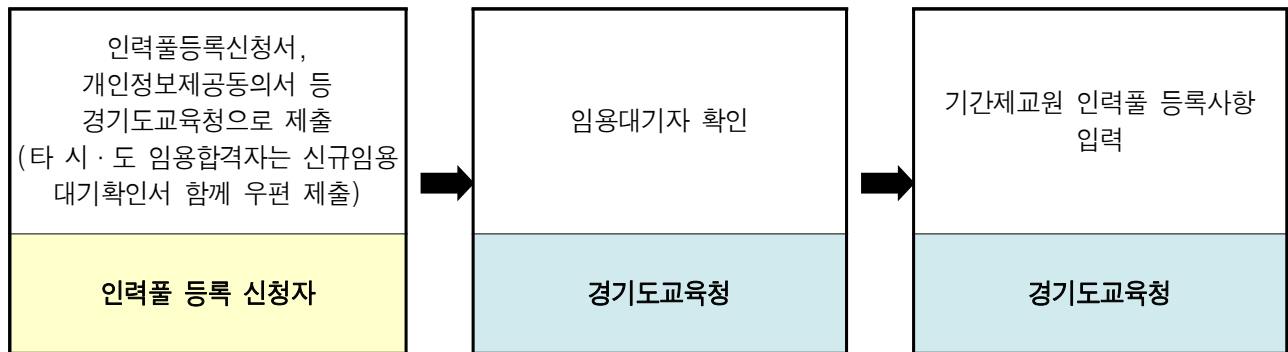 인력풀등록신청서,
개인정보제공동의서 등
경기도교육청으로 제출
(타 시·도 임용합격자는 신규임용
대기확인서 함께 우편 제출)
인력풀 등록 신청자
임용대기자 확인
경기도교육청
기간제교원 인력풀 등록사항
입력
경기도교육청